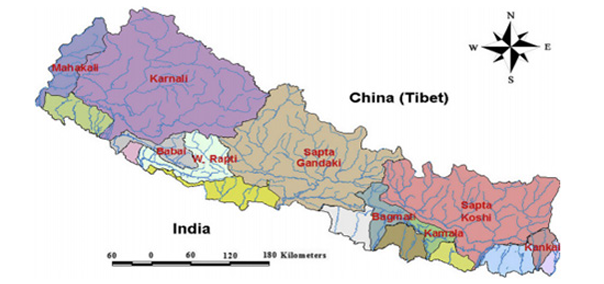 N
W E
S
Mahakali
Karnali
China (Tibet)
Babai
W. Rapti
Sapta
Gandaki
Sapta
Koshi
Bagmati
Kamala
Kankai
India
60 0 60 120 180 Kilometers